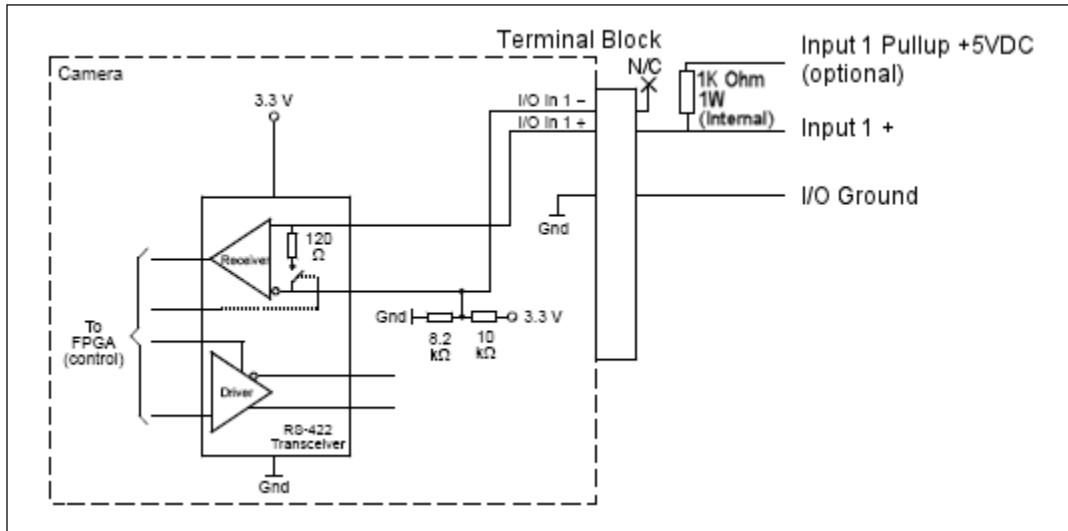 Terminal Block
N/C
Input 1 Pullup +5VDC
(optional)
Camera
1K Ohm
1W
(Internal)
3.3 V
I/O In 1 –
I/O In 1 +
Input 1 +
I/O Ground
Gnd
120
Ω
Receiver
Gnd
3.3 V
8.2
kΩ
10
kΩ
To
FPGA
(control)
Driver
RS-422
Transceiver
Gnd